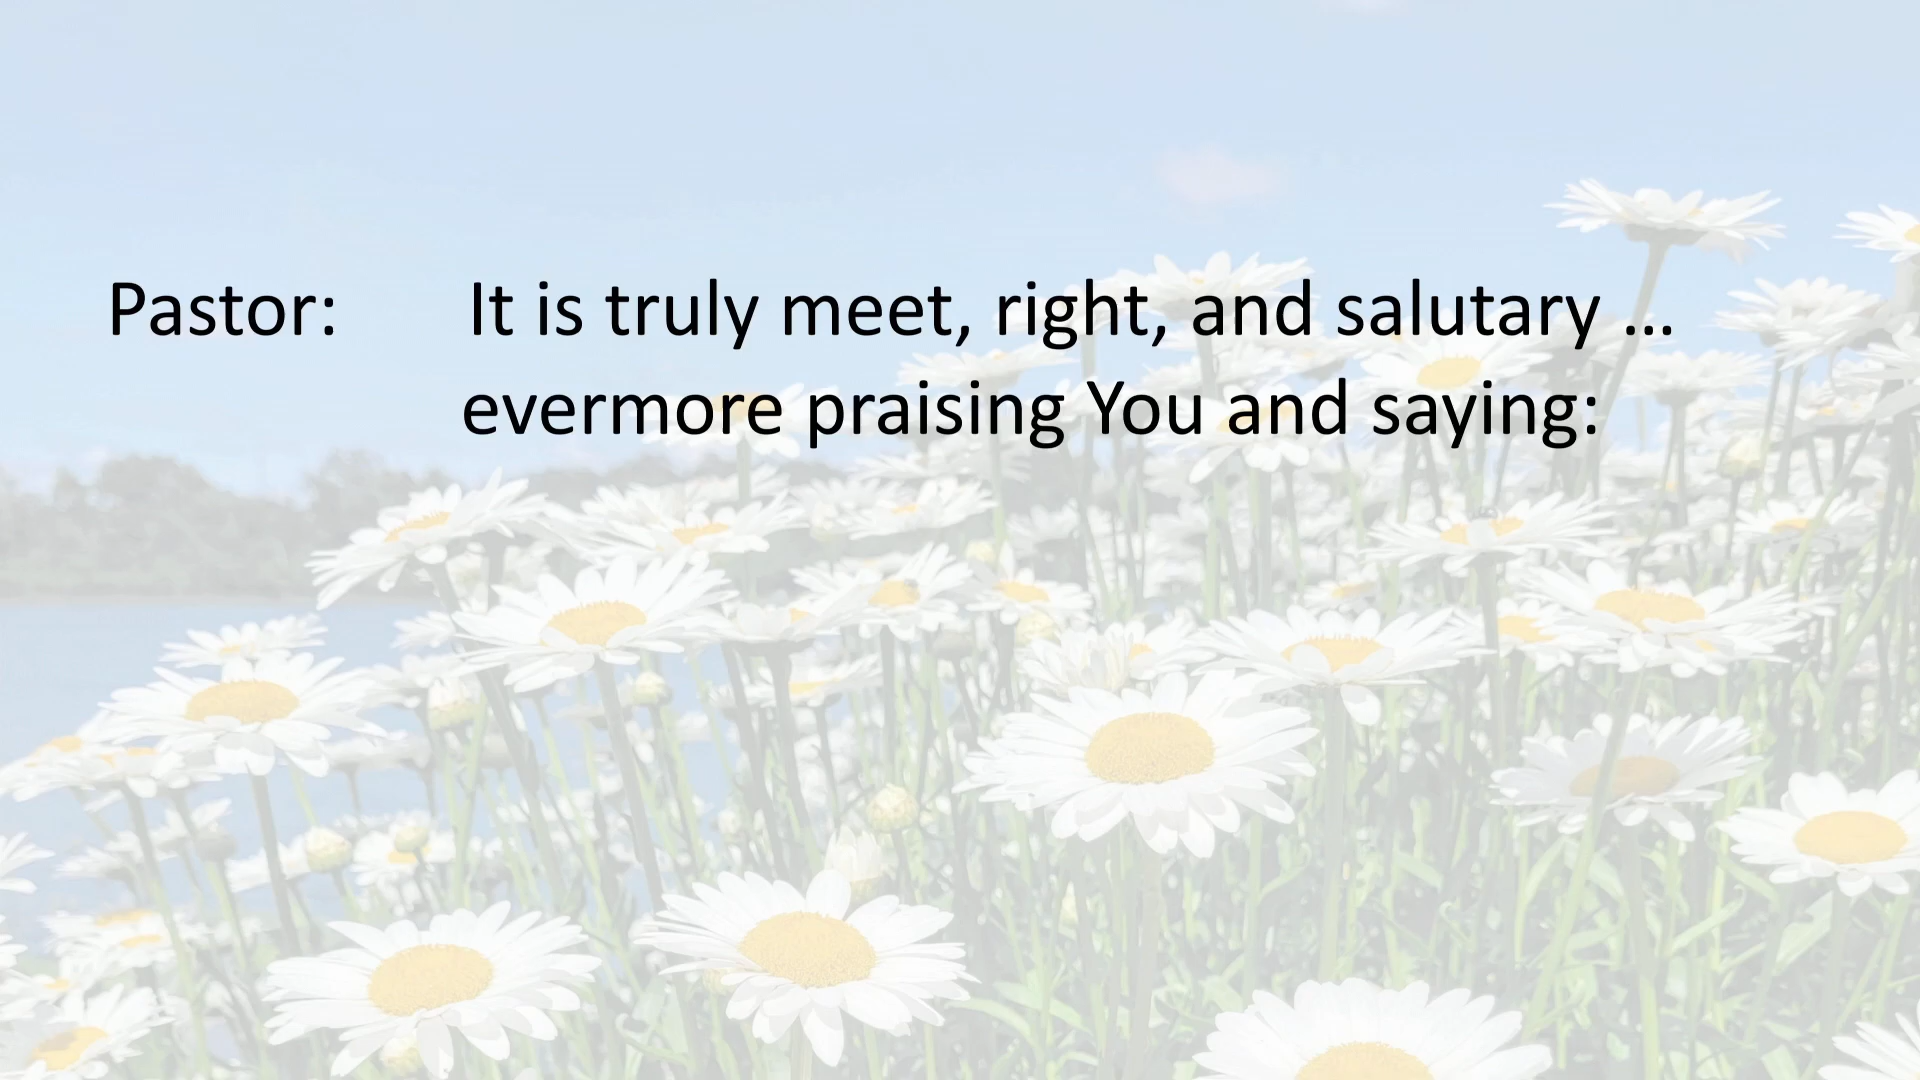 Pastor: It is truly meet, right, and salutary …
evermore praising You and saying: